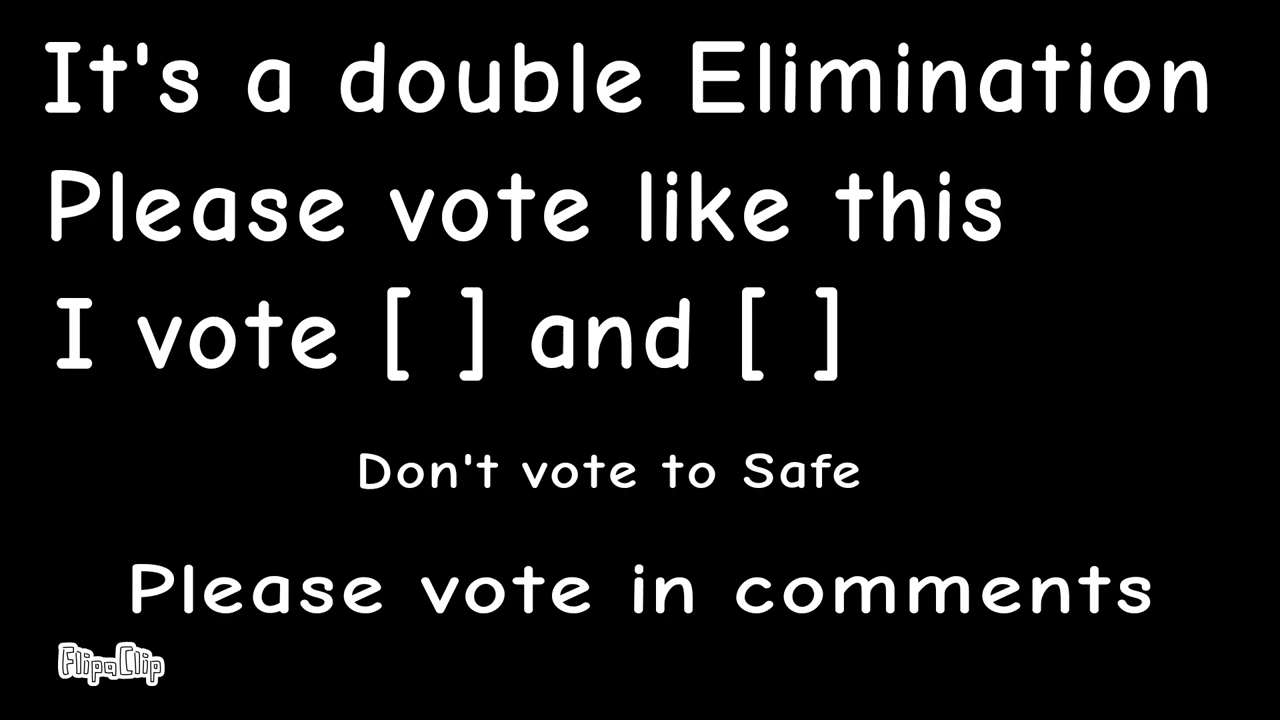 It's a double Elimination
Please vote like this
I vote [ ] and [ ]
Don't vote to Safe
Please vote in comments
FlipaClip